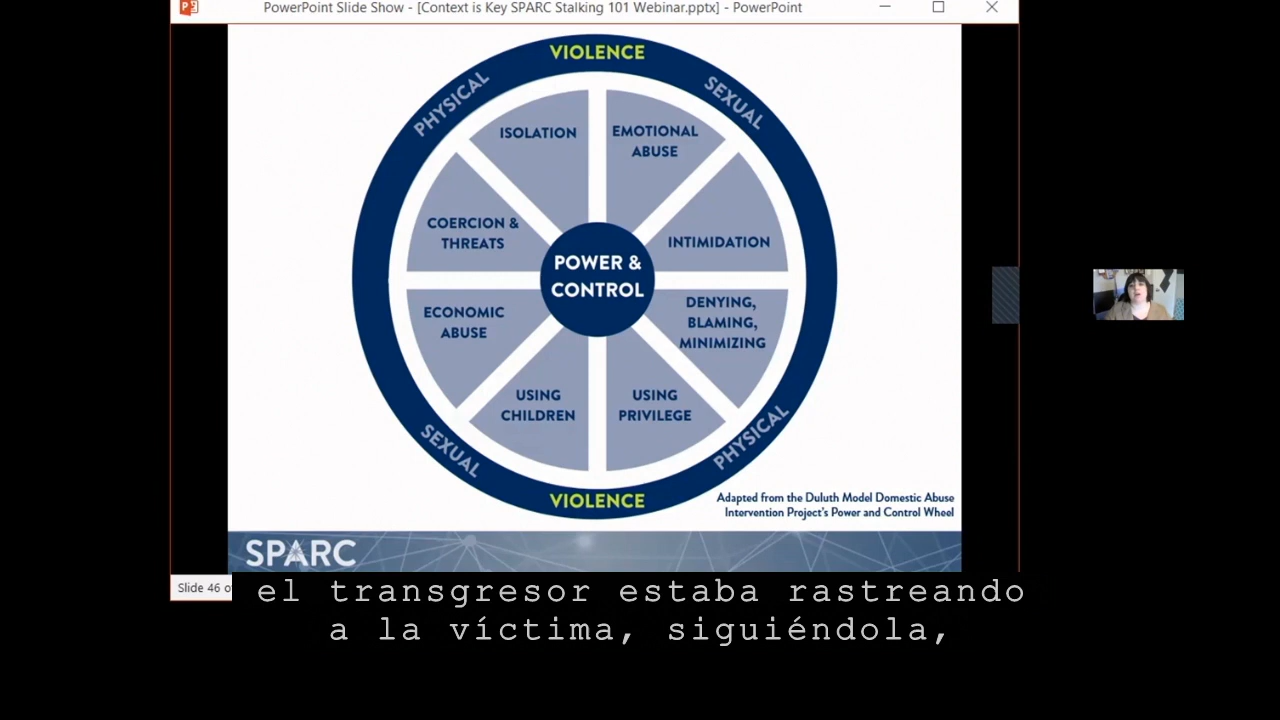 PowerPoint Slide Show - [Context is Key SPARC Stalking 101 Webinar.pptx] - PowerPoint
VIOLENCE
PHYSICAL
SEXUAL
ISOLATION
EMOTIONAL
ABUSE
COERCION &
THREATS
INTIMIDATION
POWER &
CONTROL
ECONOMIC
ABUSE
DENYING,
BLAMING,
MINIMIZING
USING
CHILDREN
USING
PRIVILEGE
SEXUAL
PHYSICAL
VIOLENCE
Adapted from the Duluth Model Domestic Abuse
Intervention Project's Power and Control Wheel
SPARC
Slide 46
el transgresor estaba rastreando
a la víctima, siguiéndola,